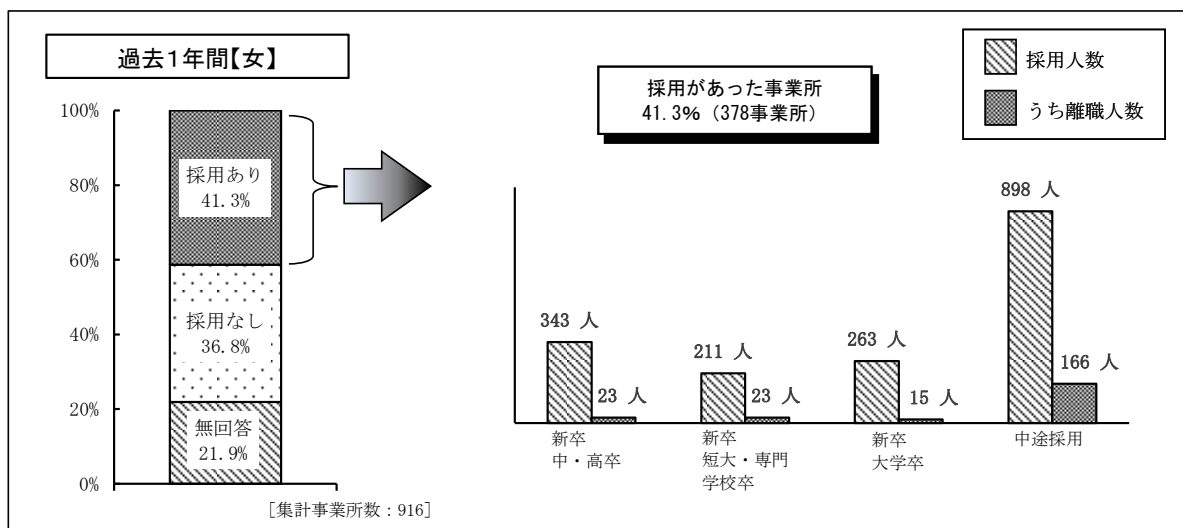 過去1年間【女】
100%
80%
60%
40%
20%
0%
採用あり
41.3%
採用なし
36.8%
無回答
21.9%
[集計事業所数:916]
採用があった事業所
41.3%(378事業所)
採用人数
うち離職人数
343 人
23 人
211 人
23 人
263 人
15 人
898 人
166 人
新卒
中・高卒
新卒
短大・専門
学校卒
新卒
大学卒
中途採用